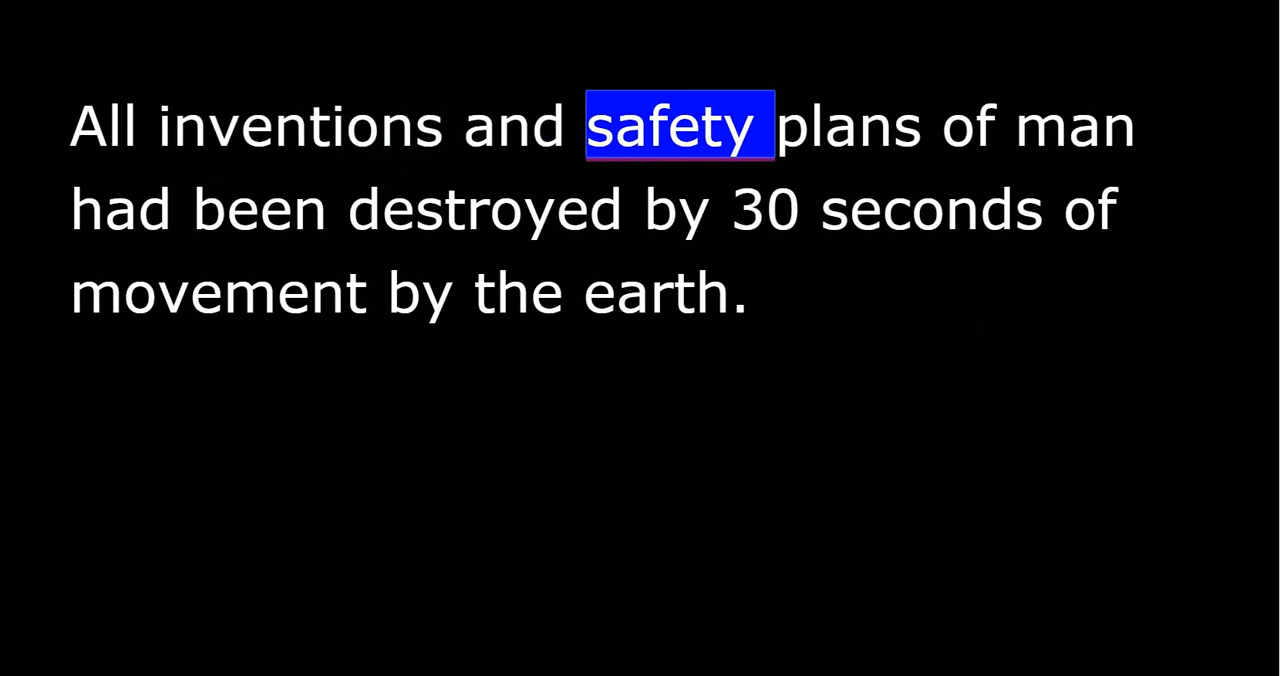 All inventions and safety plans of man
had been destroyed by 30 seconds of
movement by the earth.